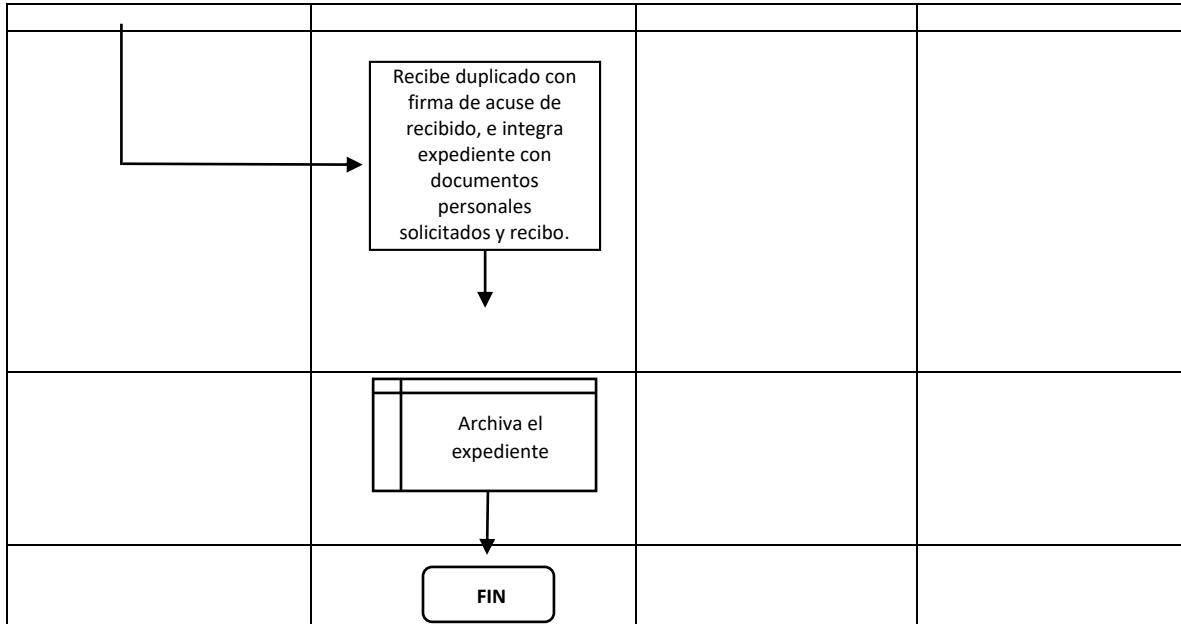 Recibe duplicado con
firma de acuse de
recibido, e integra
expediente con
documentos
personales
solicitados y recibo.
Archiva el
expediente
FIN